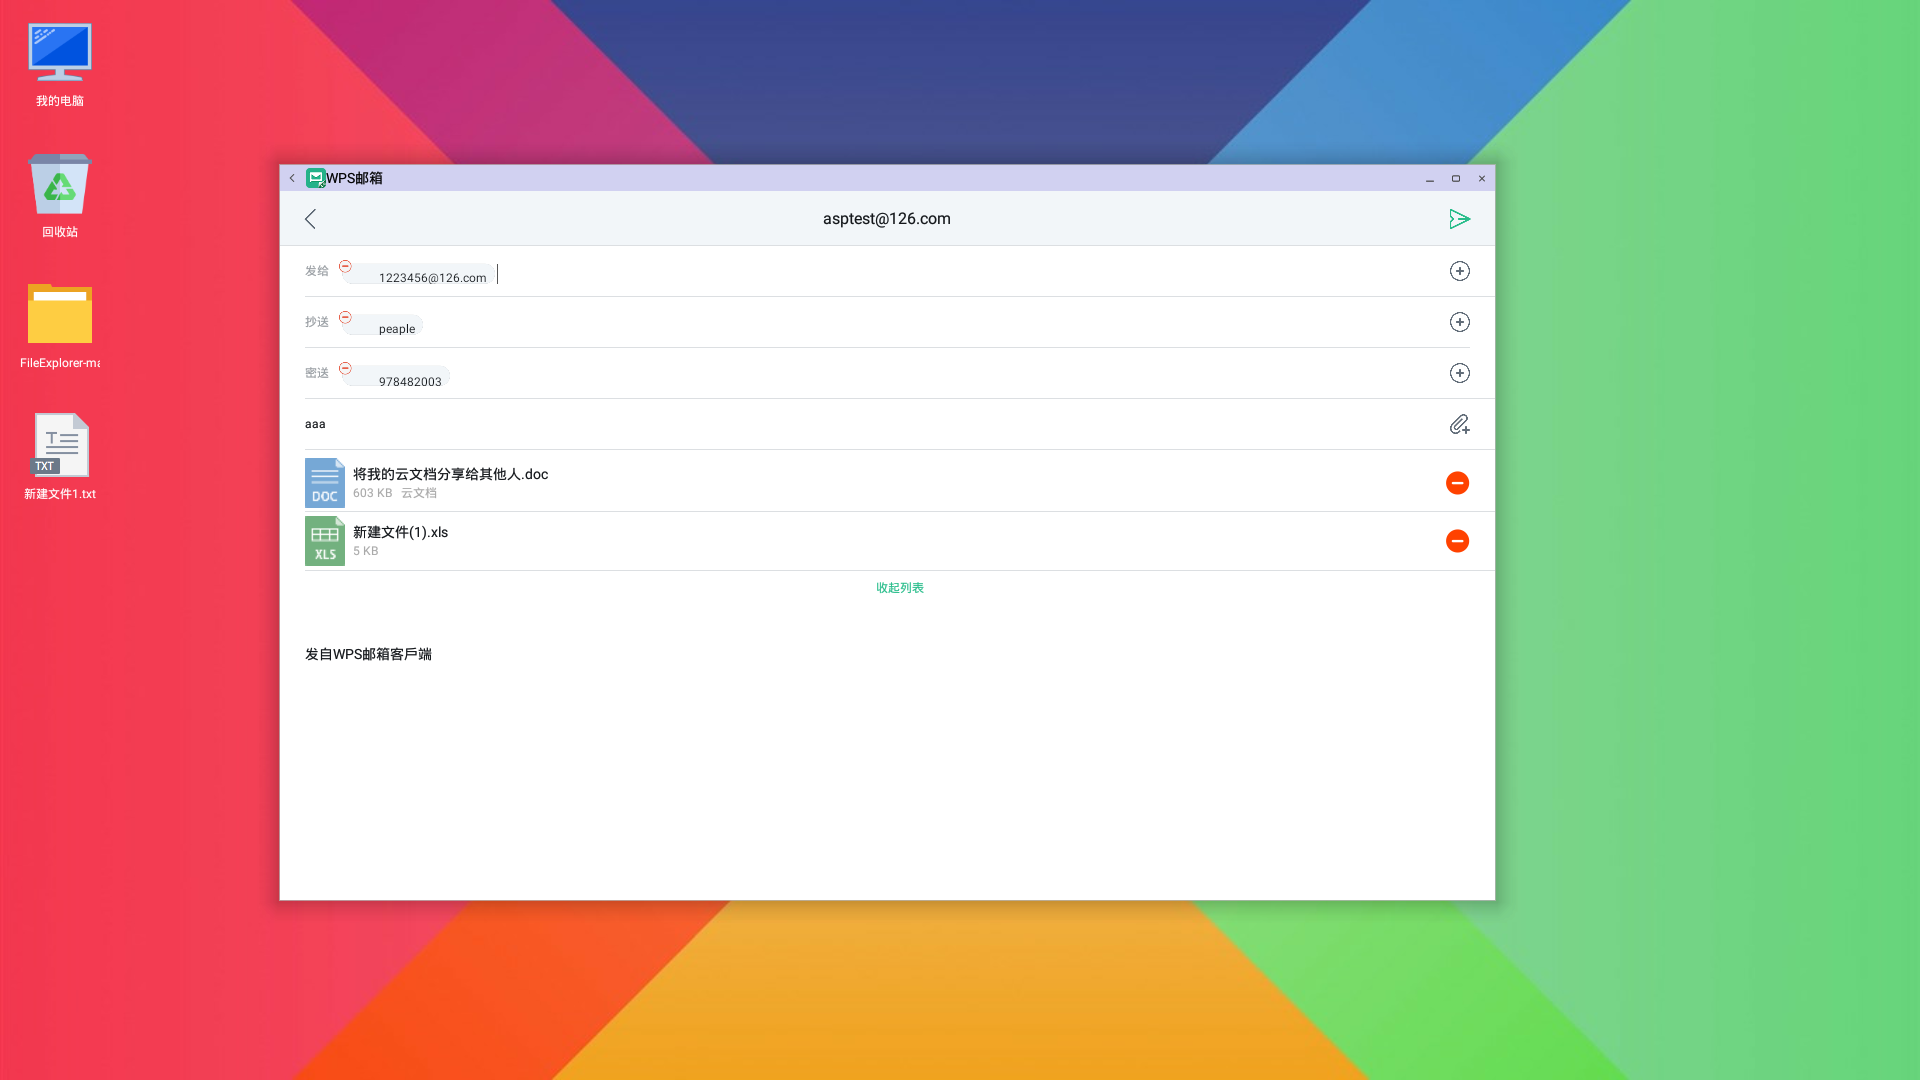 我的电脑
回收站
FileExplorer-ma
TXT
新建文件1.txt
WPS邮箱
asptest@126.com
发给 1223456@126.com
抄送 peaple
密送 978482003
aaa
DOC 将我的云文档分享给其他人.doc
603 KB 云文档
XLS 新建文件(1).xls
5 KB
收起列表
发自WPS邮箱客戶端